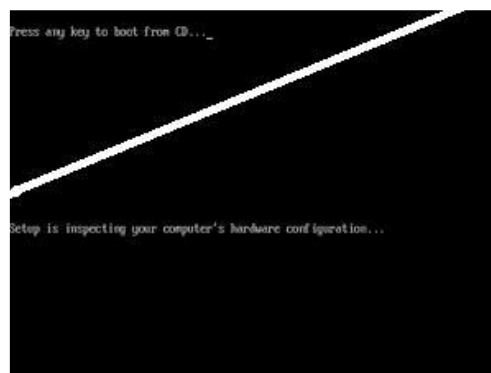 Press any key to boot from CD..._
Setup is inspecting your computer's hardware configuration...